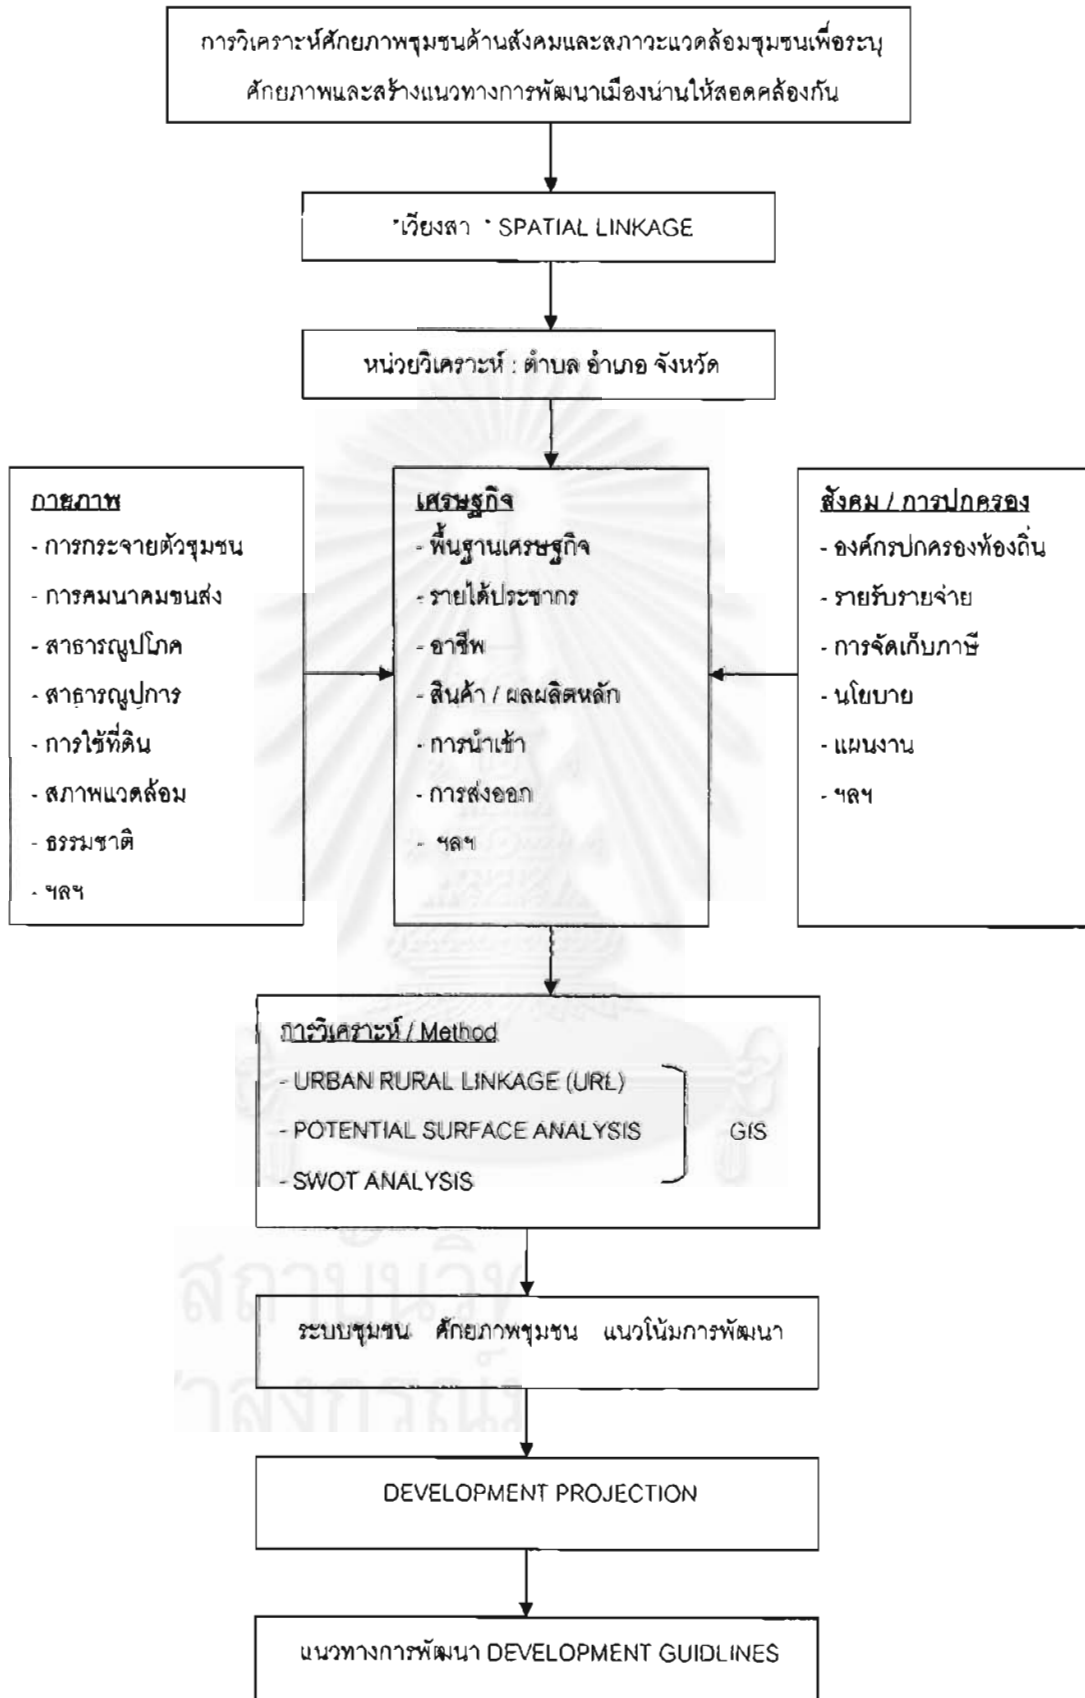 การวิเคราะห์ศักยภาพชุมชนด้านสังคมและสภาวะแวดล้อมชุมชนเพื่อระบุ
ศักยภาพและสร้างแนวทางการพัฒนาเมืองน่านให้สอดคล้องกัน
"เวียงสา " SPATIAL LINKAGE
หน่วยวิเคราะห์ : ตำบล อำเภอ จังหวัด
กายภาพ
- การกระจายตัวชุมชน
- การคมนาคมขนส่ง
- สาธารณูปโภค
- สาธารณูปการ
- การใช้ที่ดิน
- สภาพแวดล้อม
- ธรรมชาติ
- ฯลฯ
เศรษฐกิจ
- พื้นฐานเศรษฐกิจ
- รายได้ประชากร
- อาชีพ
- สินค้า / ผลผลิตหลัก
- การนำเข้า
- การส่งออก
- ฯลฯ
สังคม / การปกครอง
- องค์กรปกครองท้องถิ่น
- รายรับรายจ่าย
- การจัดเก็บภาษี
- นโยบาย
- แผนงาน
- ฯลฯ
การวิเคราะห์ / Method
- URBAN RURAL LINKAGE (URL)
- POTENTIAL SURFACE ANALYSIS GIS
- SWOT ANALYSIS
ระบบชุมชน ศักยภาพชุมชน แนวโน้มการพัฒนา
DEVELOPMENT PROJECTION
แนวทางการพัฒนา DEVELOPMENT GUIDLINES